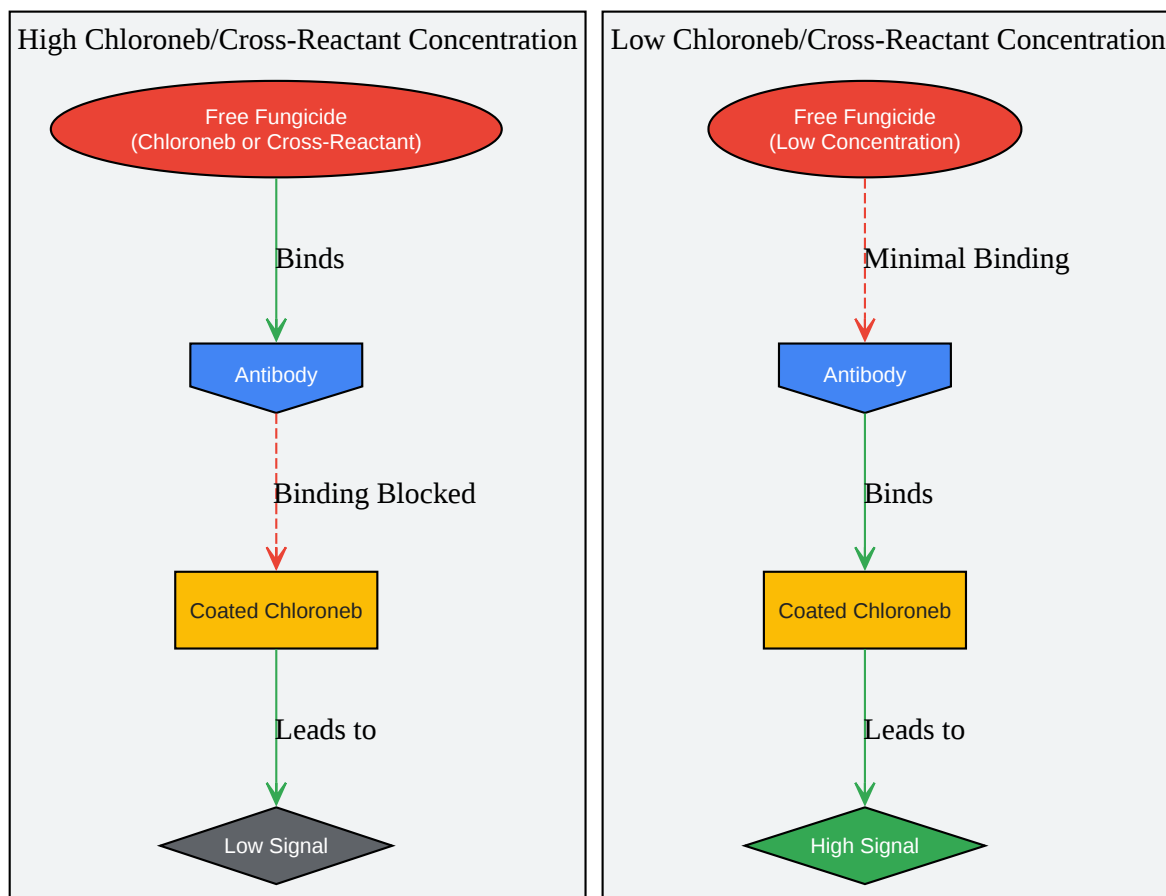 High Chloroneb/Cross-Reactant Concentration
Free Fungicide
(Chloroneb or Cross-Reactant)
Binds
Antibody
Binding Blocked
Coated Chloroneb
Leads to
Low Signal
Low Chloroneb/Cross-Reactant Concentration
Free Fungicide
(Low Concentration)
Minimal Binding
Antibody
Binds
Coated Chloroneb
Leads to
High Signal